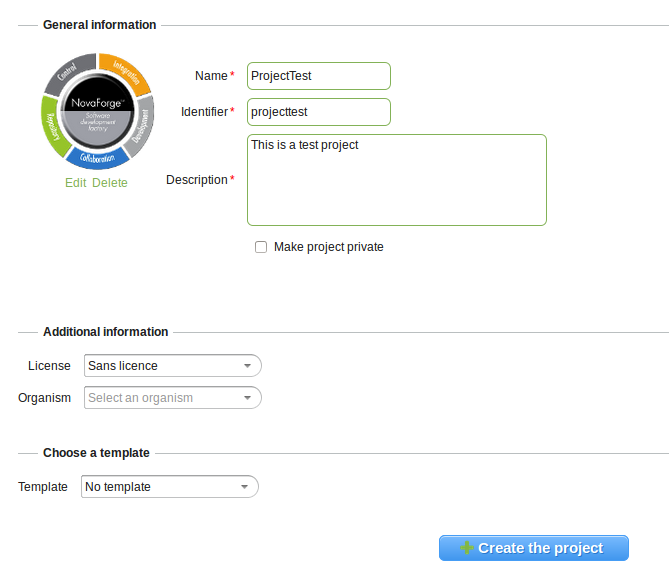 General information
Control
Integration
NovaForge™
Software
development
factory
Repository
Development
Collaboration
Edit Delete
Name *
ProjectTest
Identifier *
projecttest
Description *
This is a test project
Make project private
Additional information
License
Sans licence
Organism
Select an organism
Choose a template
Template
No template
Create the project